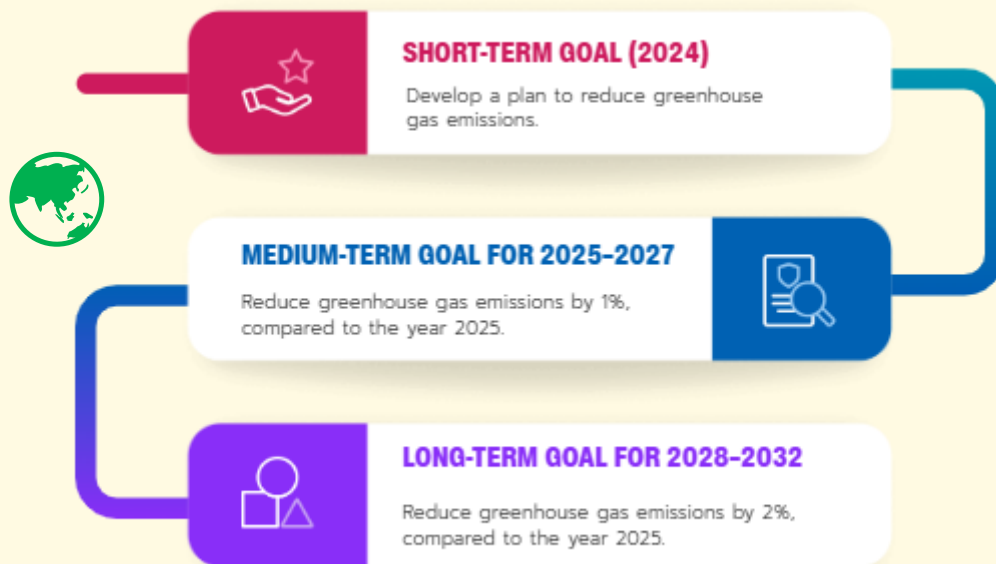 SHORT-TERM GOAL (2024)
Develop a plan to reduce greenhouse
gas emissions.
MEDIUM-TERM GOAL FOR 2025-2027
Reduce greenhouse gas emissions by 1%,
compared to the year 2025.
LONG-TERM GOAL FOR 2028-2032
Reduce greenhouse gas emissions by 2%,
compared to the year 2025.